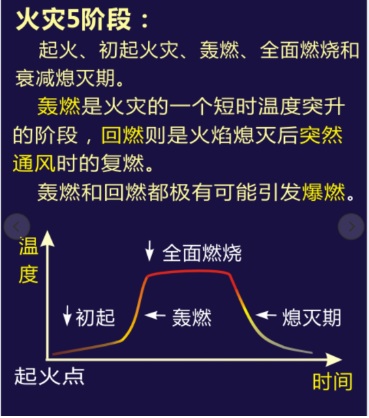 火灾5阶段：
起火、初起火灾、轰燃、全面燃烧和
衰减熄灭期。
轰燃是火灾的一个短时温度突升
的阶段，回燃则是火焰熄灭后突然
通风时的复燃。
轰燃和回燃都极有可能引发爆燃。
温度
↓ 全面燃烧
↓初起
← 轰燃
← 熄灭期
起火点
时间